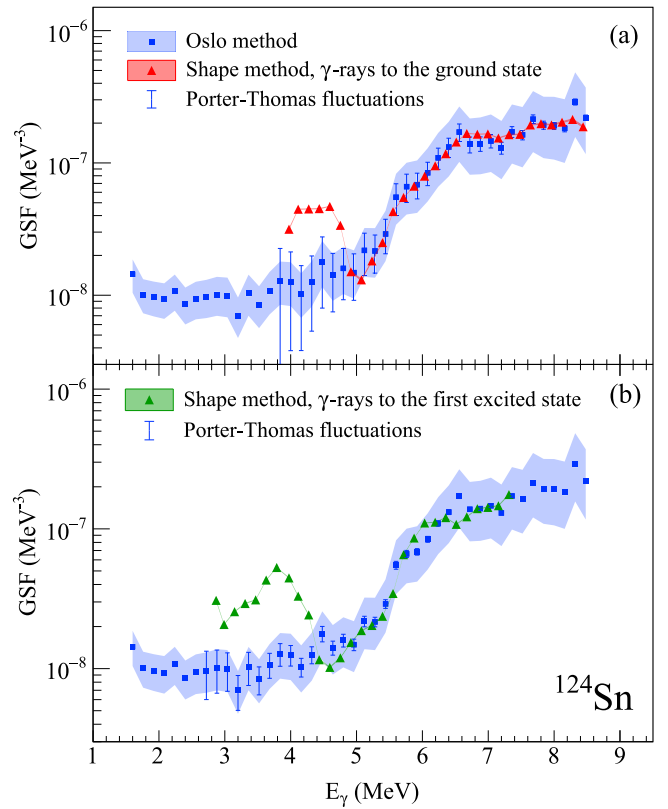 (a)
Oslo method
Shape method, γ-rays to the ground state
Porter-Thomas fluctuations
10⁻⁷
10⁻⁸
GSF (MeV⁻³)
(b)
10⁻⁶
Shape method, γ-rays to the first excited state
Porter-Thomas fluctuations
10⁻⁷
10⁻⁸
GSF (MeV⁻³)
¹²⁴Sn
1 2 3 4 5 6 7 8 9
E_γ (MeV)